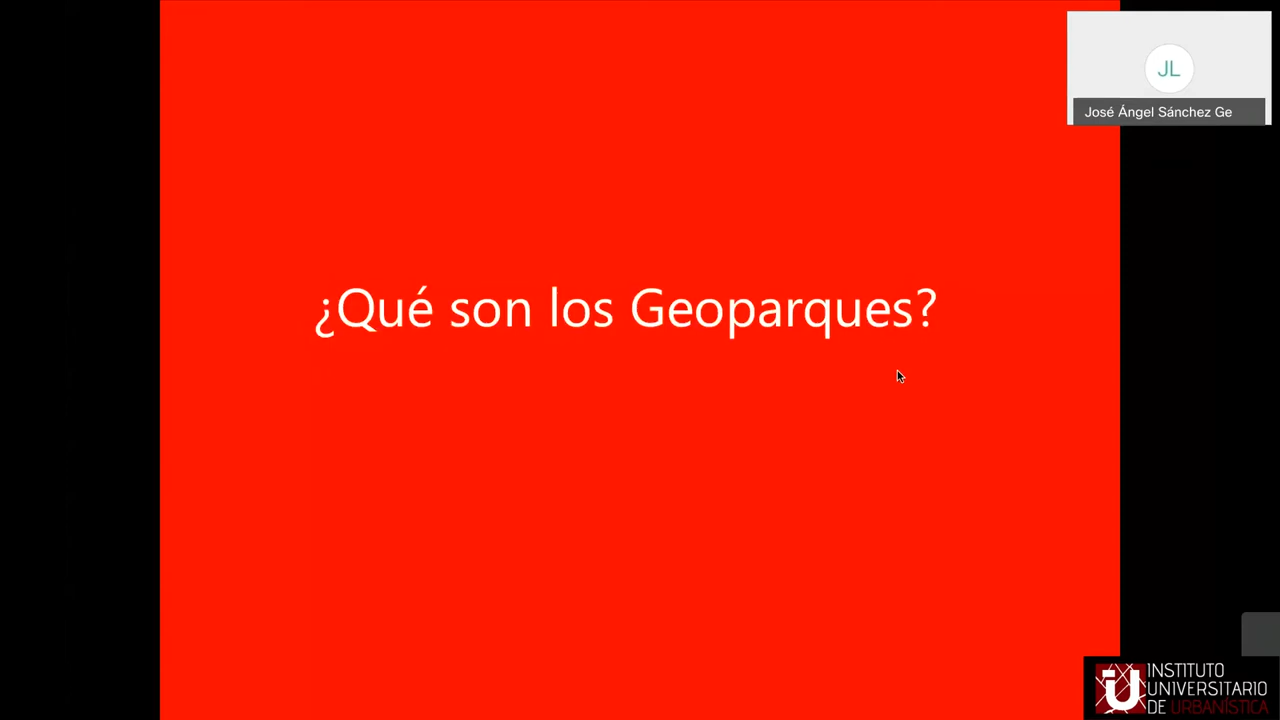 JL
José Ángel Sánchez Ge
¿Qué son los Geoparques?
INSTITUTO
UNIVERSITARIO
DE URBANÍSTICA